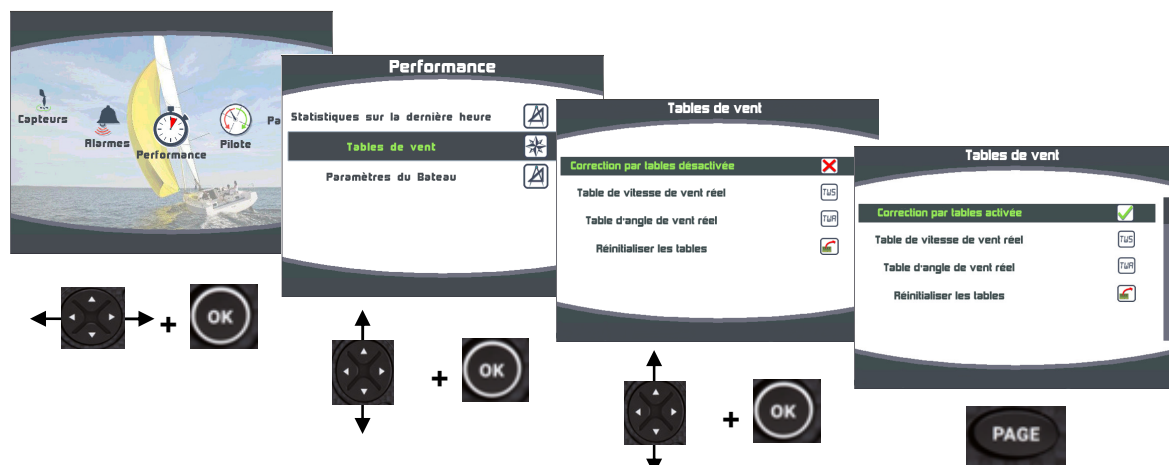 Capteurs
Alarmes
Performance
Pilote
Pa
Performance
Statistiques sur la dernière heure
Tables de vent
Paramètres du Bateau
Tables de vent
Correction par tables désactivée
Table de vitesse de vent réel
TWS
Table d'angle de vent réel
TWA
Réinitialiser les tables
Tables de vent
Correction par tables activée
Table de vitesse de vent réel
TWS
Table d'angle de vent réel
TWA
Réinitialiser les tables
+ OK
+ OK
+ OK
PAGE